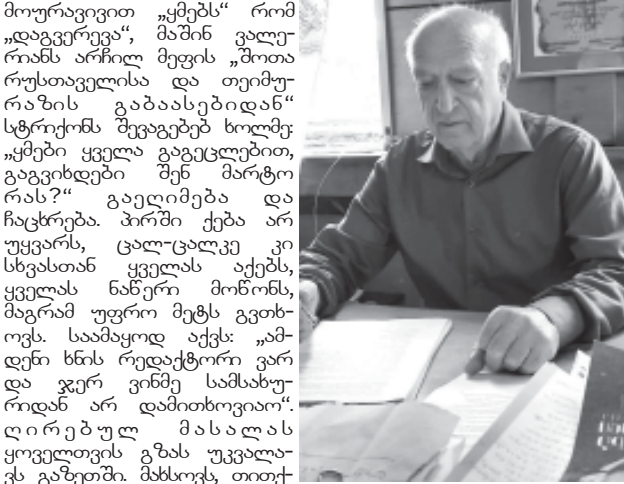 მოურავივით „ყმებს“ რომ
„დაგვერევა“, მაშინ ვალე-
რიანს არჩილ მეფის „შოთა
რუსთაველისა და თეიმუ-
რაზის გაბაასებიდან“
სტრიქონს შევაგებებ ხოლმე:
„ყმები ყველა გაგეცლებით,
გაგვიხდები შენ მარტო
რას?“ გაეღიმება და
ჩაცხრება. პირში ქება არ
უყვარს, ცალ-ცალკე კი
სხვასთან ყველას აქებს,
ყველას ნაწერი მოწონს,
მაგრამ უფრო მეტს გვთხ-
ოვს. საამაყოდ აქვს: „ამ-
დენი ხნის რედაქტორი ვარ
და ჯერ ვინმე სამსახუ-
რიდან არ დამითხოვიაო“.
ღირებულ მასალას
ყოველთვის გზას უკვალა-
ვს გაზეთში. მახსოვს, თითქ-